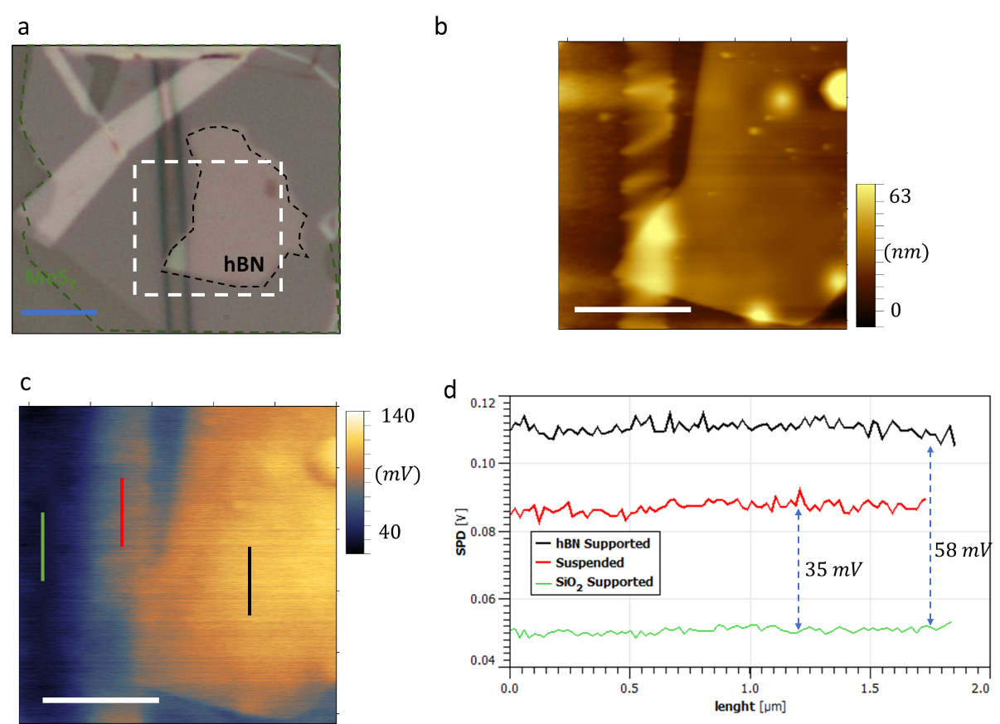 a
b
hBN
MoS2
63
(nm)
0
c
d
140
(mV)
40
0.12
0.10
0.08
0.06
0.04
SPD [V]
hBN Supported
Suspended
SiO2 Supported
35 mV
58 mV
0.0
0.5
1.0
1.5
2.0
lenght [µm]